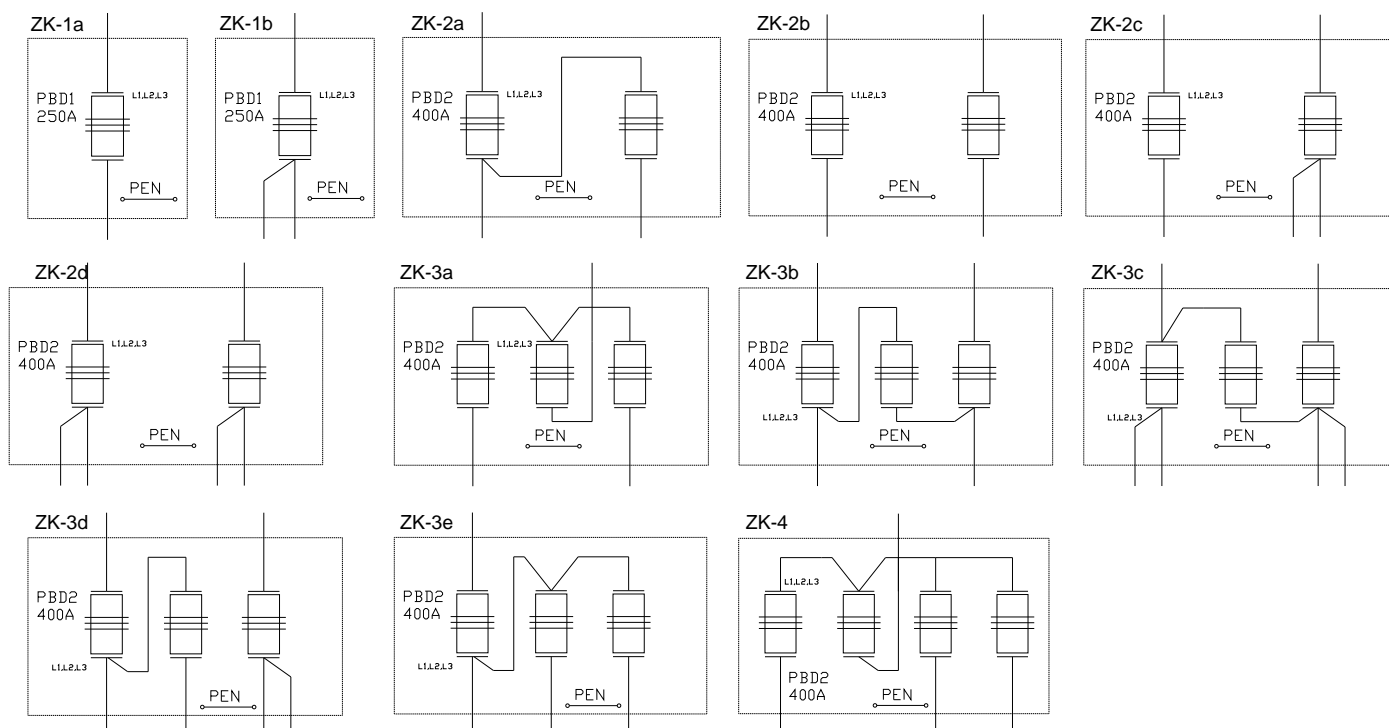 ZK-1a
PBD1
250A
L1,L2,L3
PEN
ZK-1b
PBD1
250A
L1,L2,L3
PEN
ZK-2a
PBD2
400A
L1,L2,L3
PEN
ZK-2b
PBD2
400A
L1,L2,L3
PEN
ZK-2c
PBD2
400A
L1,L2,L3
PEN
ZK-2d
PBD2
400A
L1,L2,L3
PEN
ZK-3a
PBD2
400A
L1,L2,L3
PEN
ZK-3b
PBD2
400A
L1,L2,L3
PEN
ZK-3c
PBD2
400A
L1,L2,L3
PEN
ZK-3d
PBD2
400A
L1,L2,L3
PEN
ZK-3e
PBD2
400A
L1,L2,L3
PEN
ZK-4
L1,L2,L3
PBD2
400A
PEN